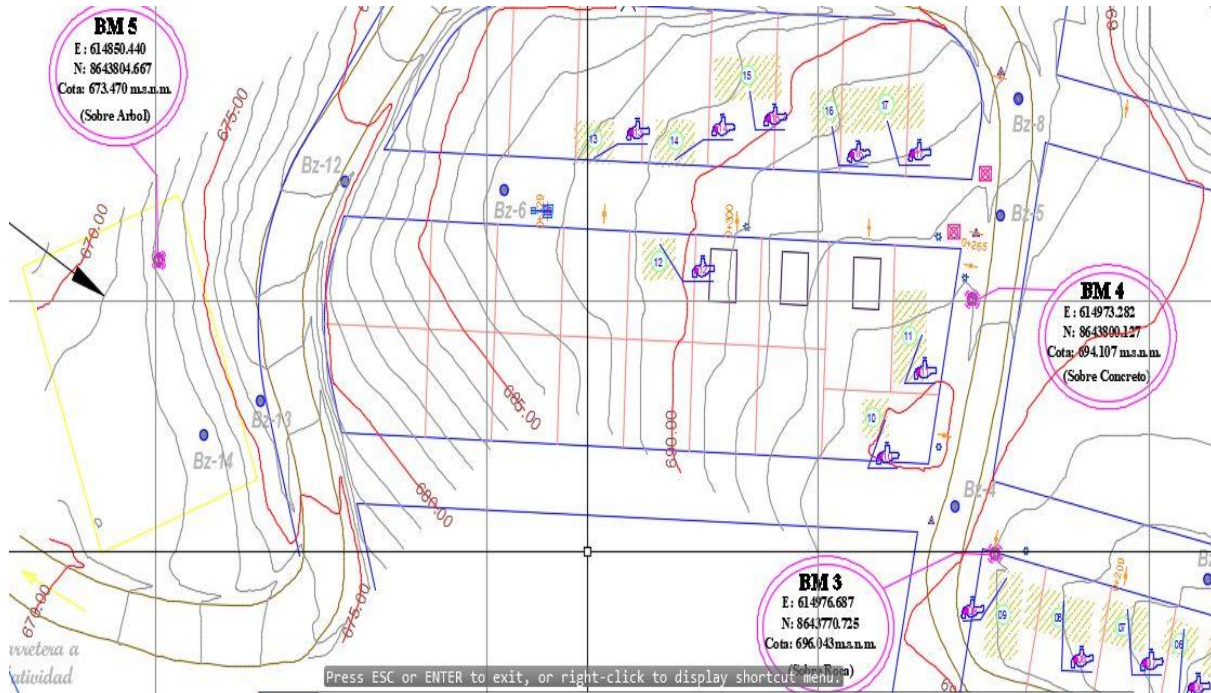 BM 5
E : 614850.440
N: 8643804.667
Cota: 673.470 m.s.n.m.
(Sobre Arbol)
675.00
670.00
Bz-12
Bz-6
0+300
15
16
17
13
14
12
11
10
Bz-8
Bz-5
0+265
BM 4
E : 614973.282
N: 8643800.127
Cota: 694.107 m.s.n.m.
(Sobre Concreto)
685.00
690.00
680.00
Bz-13
Bz-14
Bz-4
BM 3
E : 614976.687
N: 8643770.725
Cota: 696.043m.s.n.m.
(Sobre Roca)
0+200
09
08
07
06
670.00
675.00
Press ESC or ENTER to exit, or right-click to display shortcut menu.